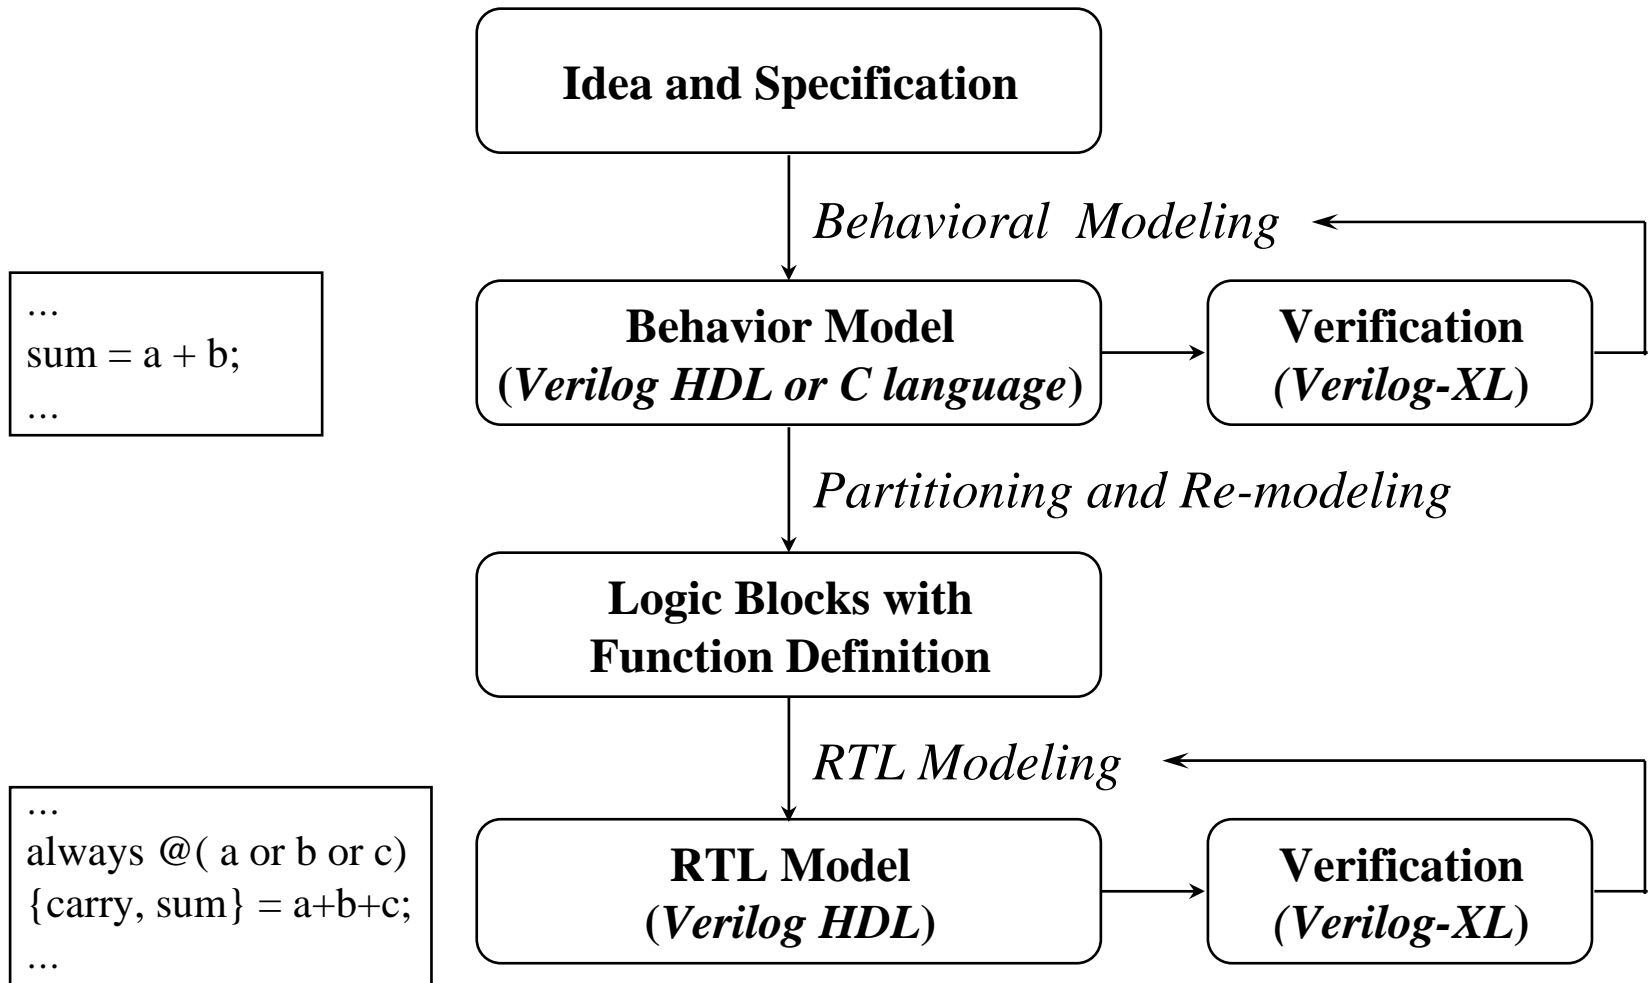 Idea and Specification
Behavioral Modeling
...
sum = a + b;
...
Behavior Model
(Verilog HDL or C language)
Verification
(Verilog-XL)
Partitioning and Re-modeling
Logic Blocks with
Function Definition
RTL Modeling
...
always @( a or b or c)
{carry, sum} = a+b+c;
...
RTL Model
(Verilog HDL)
Verification
(Verilog-XL)